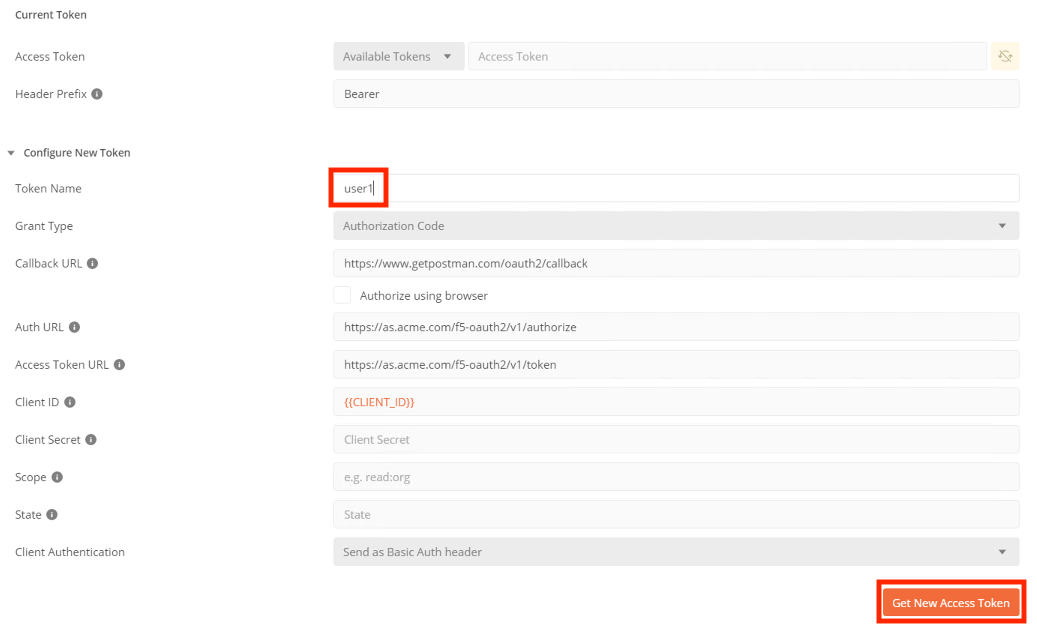 Current Token
Access Token Available Tokens Access Token
Header Prefix Bearer
Configure New Token
Token Name user1
Grant Type Authorization Code
Callback URL https://www.getpostman.com/oauth2/callback
Authorize using browser
Auth URL https://as.acme.com/f5-oauth2/v1/authorize
Access Token URL https://as.acme.com/f5-oauth2/v1/token
Client ID {{CLIENT_ID}}
Client Secret Client Secret
Scope e.g. read:org
State State
Client Authentication Send as Basic Auth header
Get New Access Token